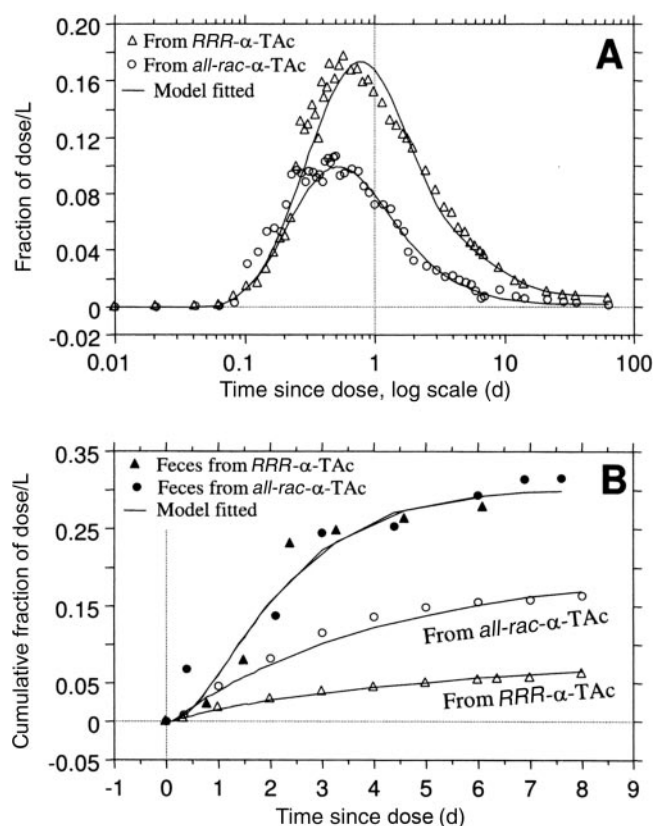 0.20
0.16
0.12
0.08
0.04
0
-0.02
Fraction of dose/L
△ From RRR-α-TAc
○ From all-rac-α-TAc
— Model fitted
A
0.01
0.1
1
10
100
Time since dose, log scale (d)
0.35
0.25
0.15
0.05
0
-0.05
Cumulative fraction of dose/L
▲ Feces from RRR-α-TAc
● Feces from all-rac-α-TAc
— Model fitted
B
From all-rac-α-TAc
From RRR-α-TAc
-1
0
1
2
3
4
5
6
7
8
9
Time since dose (d)